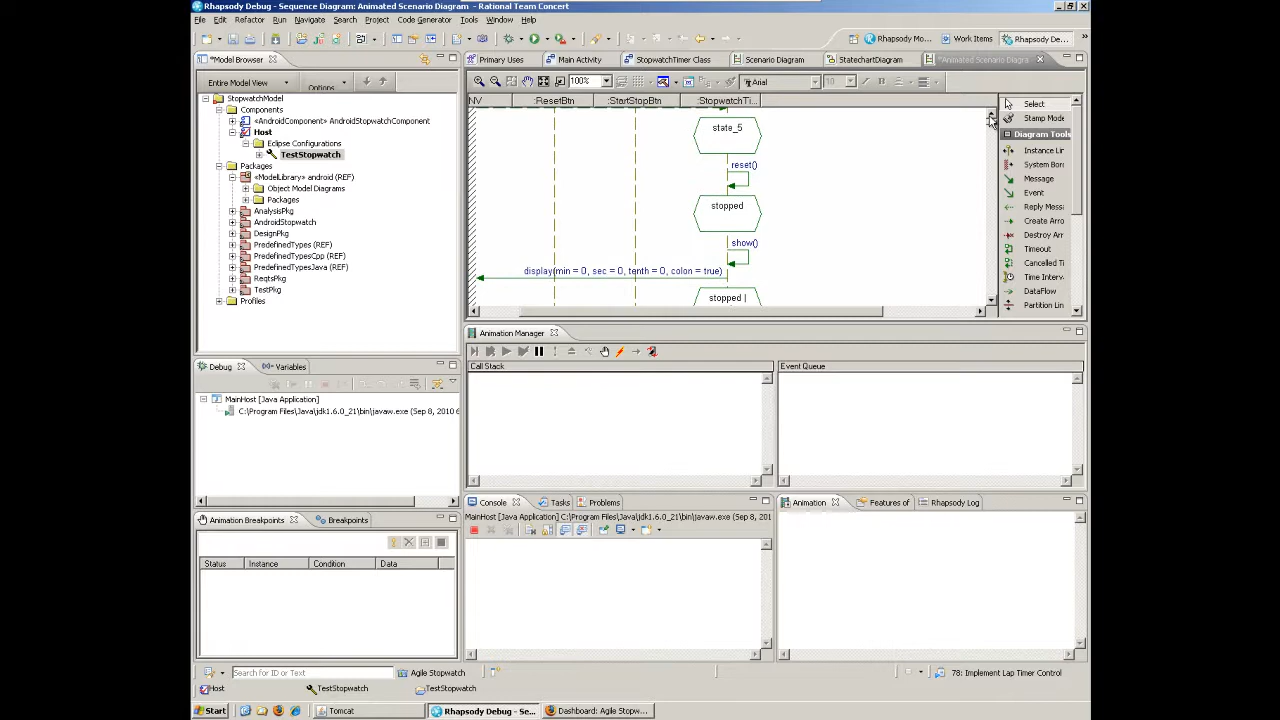 Rhapsody Debug - Sequence Diagram: Animated Scenario Diagram - Rational Team Concert
File Edit Refactor Navigate Search Project Code Generator Run Tools Window Help
Rhapsody Mo... Work Items Rhapsody De...
*Model Browser
Primary Uses Main Activity StopwatchTimer Class Scenario Diagram StatechartDiagram *Animated Scenario Diagra
Entire Model View Options
100% Arial 10
StopwatchModel
Components
«AndroidComponent» AndroidStopwatchComponent
Host
Eclipse Configurations
TestStopwatch
Packages
«ModelLibrary» android (REF)
Object Model Diagrams
Packages
AnalysisPkg
AndroidStopwatch
DesignPkg
PredefinedTypes (REF)
PredefinedTypesCpp (REF)
PredefinedTypesJava (REF)
ReqtsPkg
TestPkg
Profiles
NV :ResetBtn :StartStopBtn :StopwatchTi...
state_5
reset()
stopped
show()
display(min = 0, sec = 0, tenth = 0, colon = true)
stopped
Select
Stamp Mode
Diagram Tools
Instance Lir
System Bord
Message
Event
Reply Messa
Create Arro
Destroy Arr
Timeout
Cancelled Ti
Time Interv
DataFlow
Partition Lin
Animation Manager
Call Stack Event Queue
Debug Variables
MainHost [Java Application]
C:\Program Files\Java\jdk1.6.0_21\bin\javaw.exe (Sep 8, 2010 6
Console Tasks Problems
MainHost [Java Application] C:\Program Files\Java\jdk1.6.0_21\bin\javaw.exe (Sep 8, 201
Animation Features of Rhapsody Log
Animation Breakpoints Breakpoints
Status Instance Condition Data
Search for ID or Text Agile Stopwatch 78: Implement Lap Timer Control
Host TestStopwatch TestStopwatch
Start Tomcat Rhapsody Debug - Se... Dashboard: Agile Stopw...